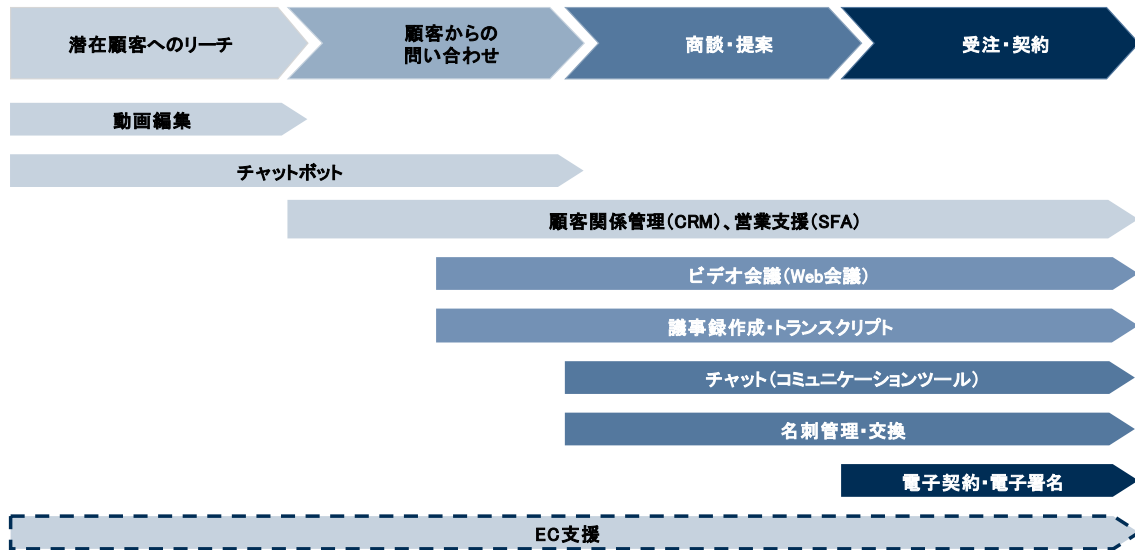 潜在顧客へのリーチ
顧客からの
問い合わせ
商談・提案
受注・契約
動画編集
チャットボット
顧客関係管理(CRM)、営業支援(SFA)
ビデオ会議(Web会議)
議事録作成・トランスクリプト
チャット(コミュニケーションツール)
名刺管理・交換
電子契約・電子署名
EC支援